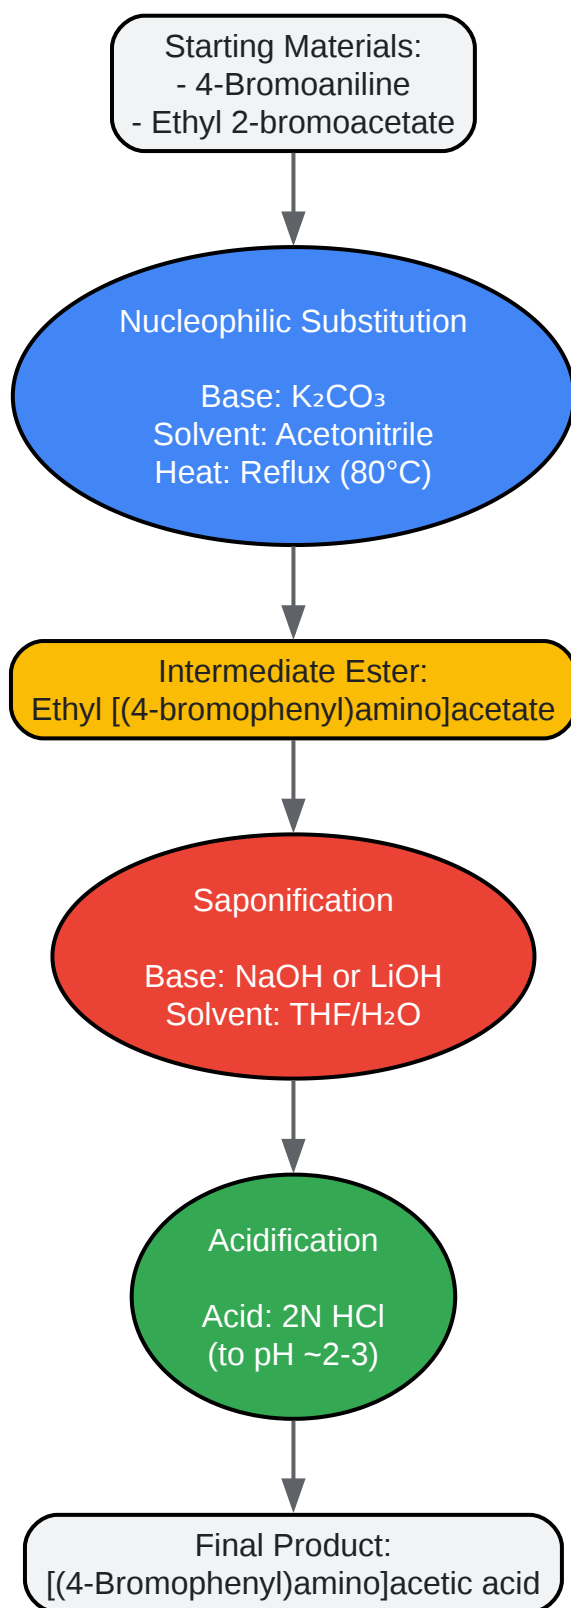 Starting Materials:
- 4-Bromoaniline
- Ethyl 2-bromoacetate
Nucleophilic Substitution
Base: K₂CO₃
Solvent: Acetonitrile
Heat: Reflux (80°C)
Intermediate Ester:
Ethyl [(4-bromophenyl)amino]acetate
Saponification
Base: NaOH or LiOH
Solvent: THF/H₂O
Acidification
Acid: 2N HCl
(to pH ~2-3)
Final Product:
[(4-Bromophenyl)amino]acetic acid